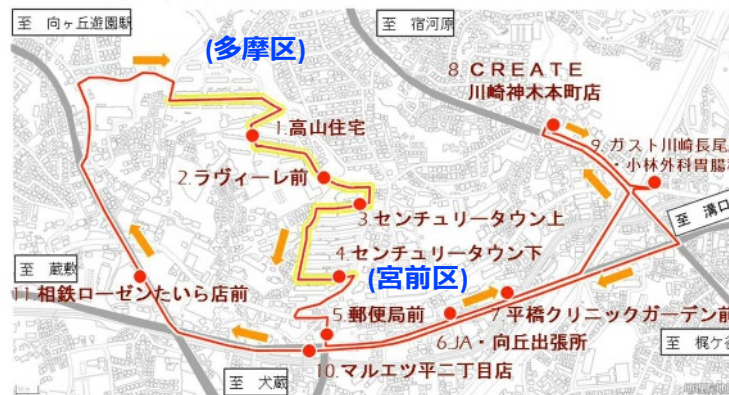 至 向ヶ丘遊園駅
至 宿河原
(多摩区)
8. CREATE
川崎神木本町店
1.高山住宅
9. ガスト川崎長尾
・小林外科胃腸
2.ラヴィーレ前
3.センチュリータウン上
至 溝口
4.センチュリータウン下
至 蔵敷
(宮前区)
11.相鉄ローゼンたいら店前
5.郵便局前
7.平橋クリニックガーデン前
6.JA・向丘出張所
至 梶ケ
至 犬蔵
10.マルエツ平二丁目店